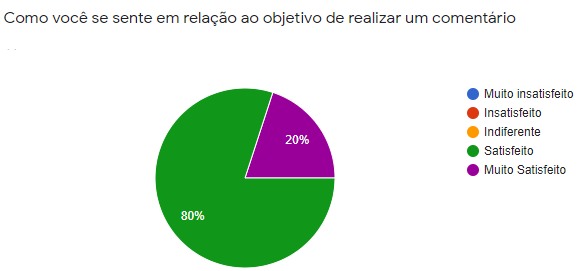 Como você se sente em relação ao objetivo de realizar um comentário
Muito insatisfeito
Insatisfeito
Indiferente
Satisfeito
Muito Satisfeito
20%
80%